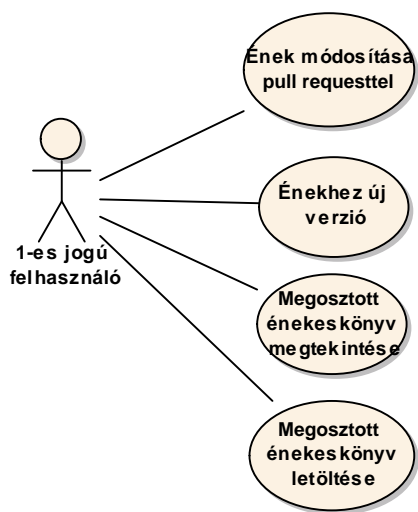 Ének módosítása
pull requesttel
Énekhez új
verzió
1-es jogú
felhasználó
Megosztott
énekeskönyv
megtekintése
Megosztott
énekeskönyv
letöltése